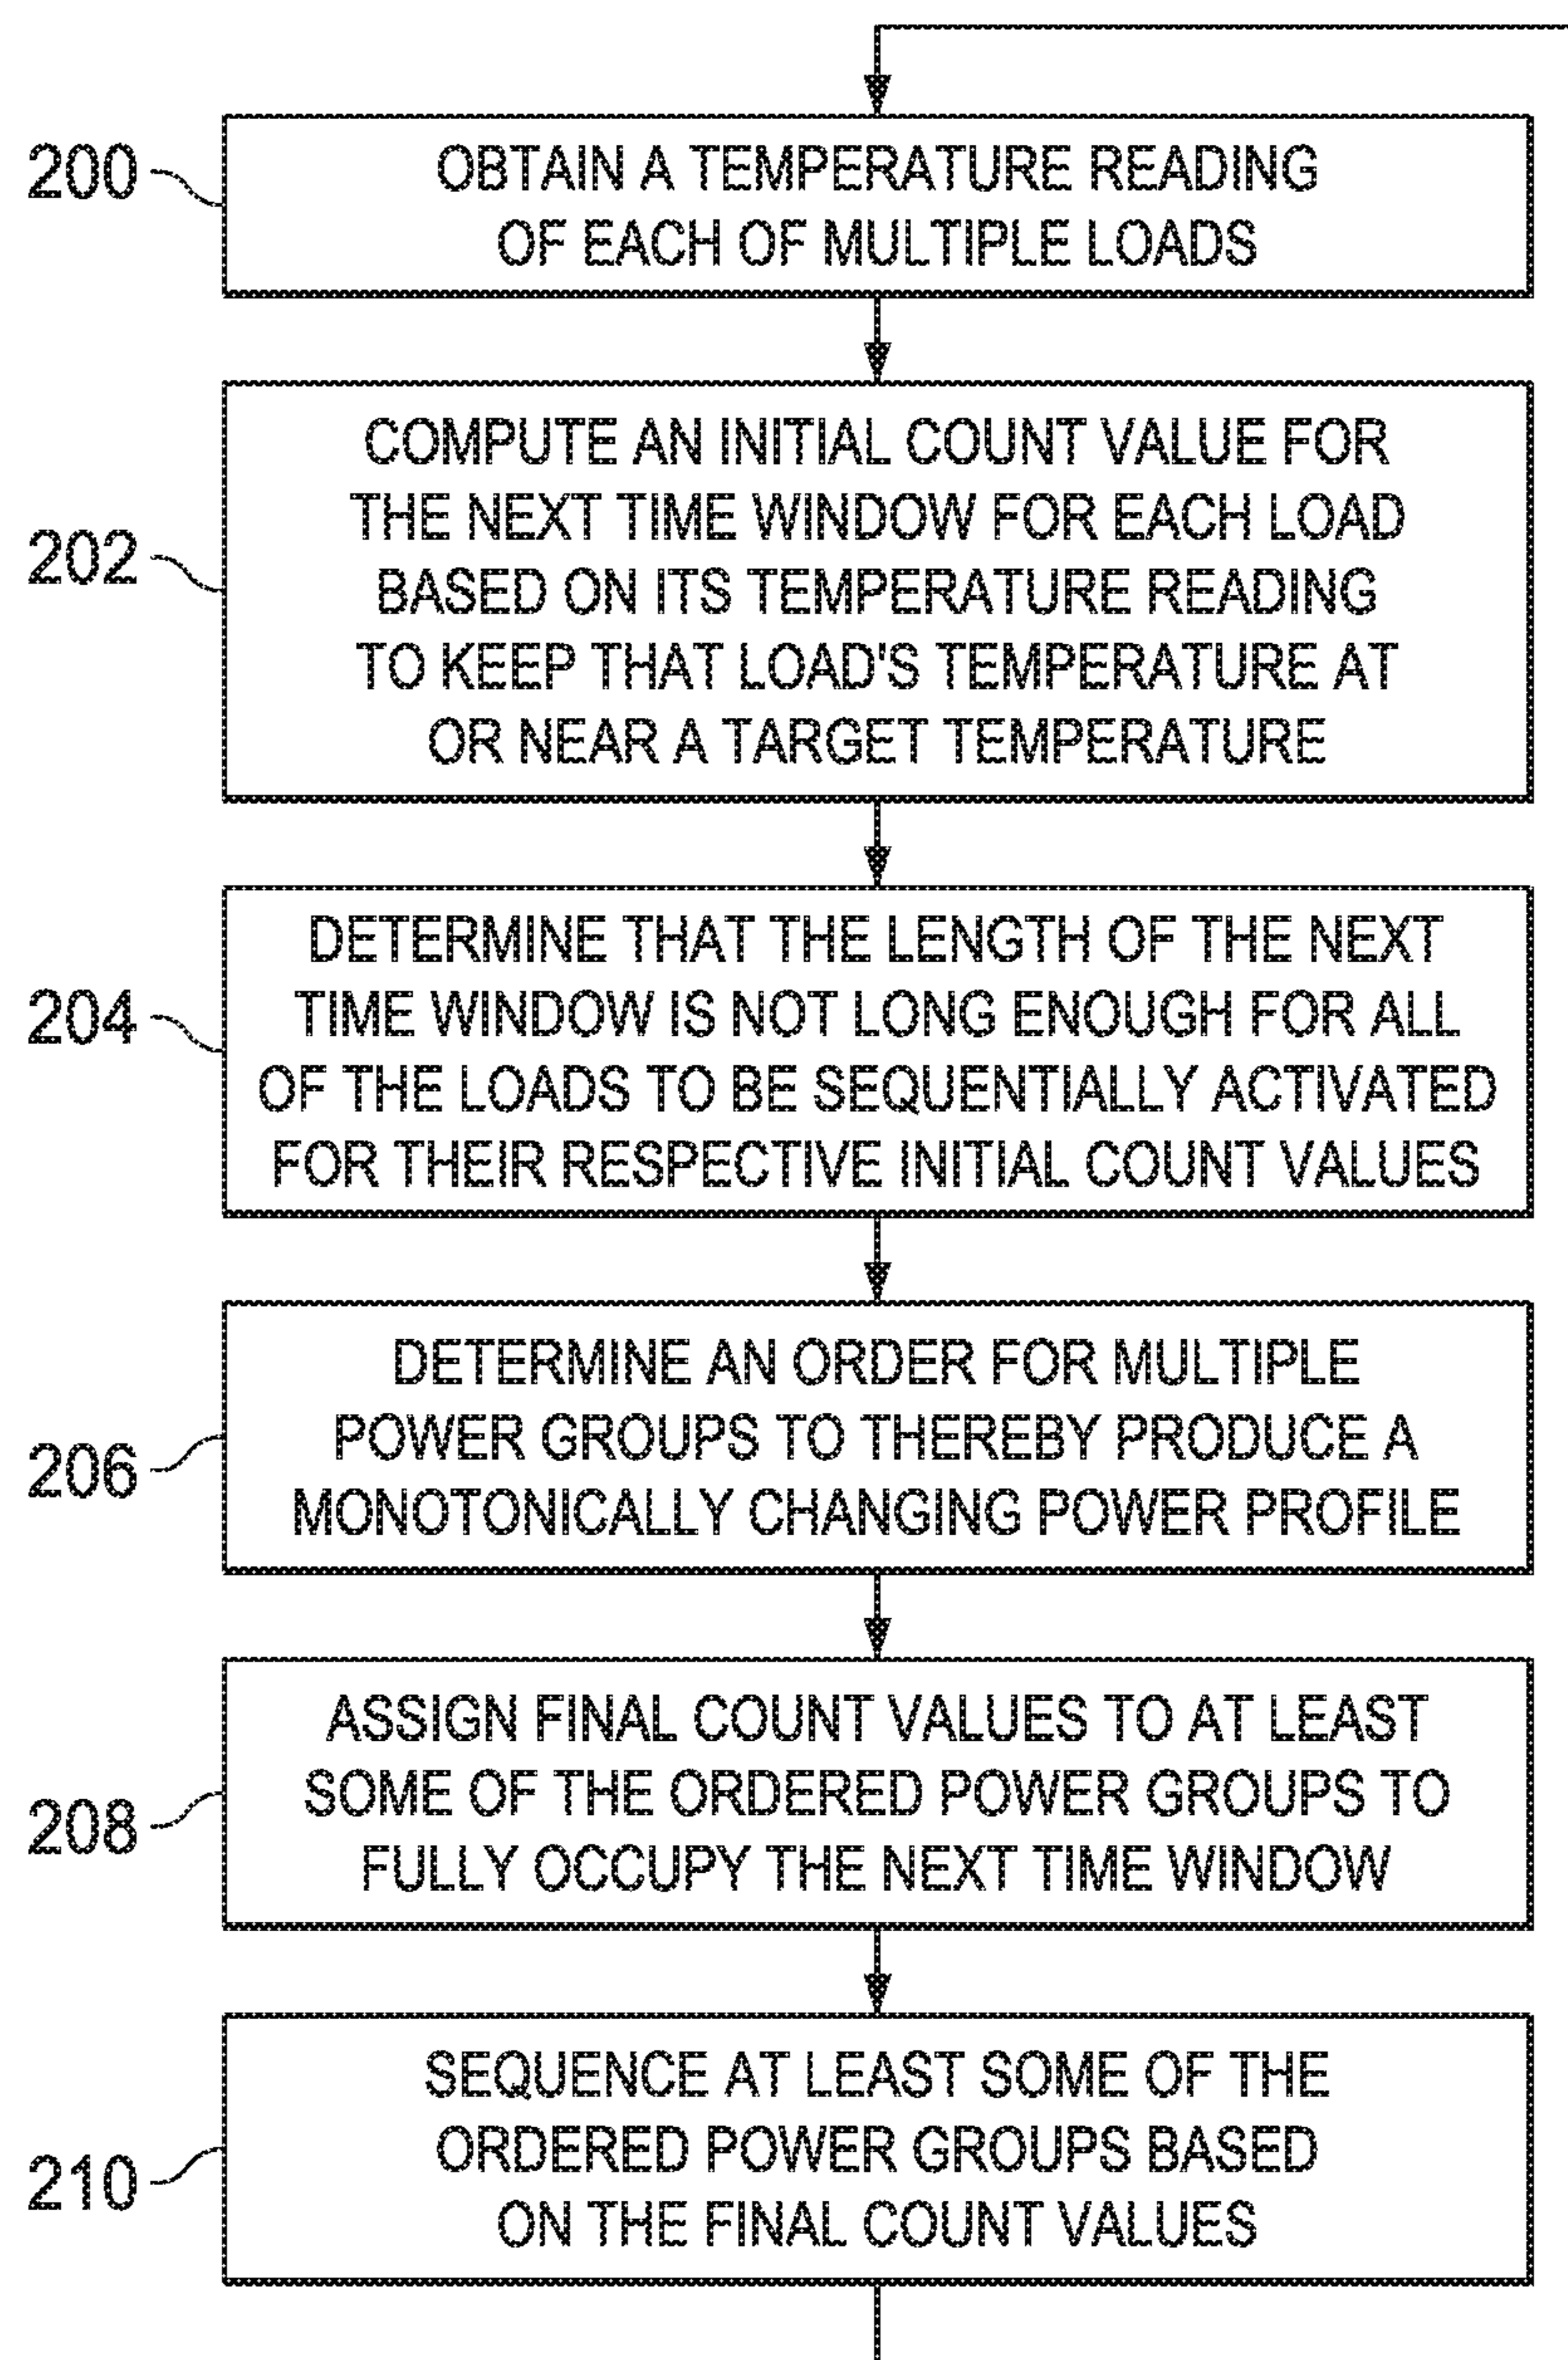 200
OBTAIN A TEMPERATURE READING
OF EACH OF MULTIPLE LOADS
202
COMPUTE AN INITIAL COUNT VALUE FOR
THE NEXT TIME WINDOW FOR EACH LOAD
BASED ON ITS TEMPERATURE READING
TO KEEP THAT LOAD'S TEMPERATURE AT
OR NEAR A TARGET TEMPERATURE
204
DETERMINE THAT THE LENGTH OF THE NEXT
TIME WINDOW IS NOT LONG ENOUGH FOR ALL
OF THE LOADS TO BE SEQUENTIALLY ACTIVATED
FOR THEIR RESPECTIVE INITIAL COUNT VALUES
206
DETERMINE AN ORDER FOR MULTIPLE
POWER GROUPS TO THEREBY PRODUCE A
MONOTONICALLY CHANGING POWER PROFILE
208
ASSIGN FINAL COUNT VALUES TO AT LEAST
SOME OF THE ORDERED POWER GROUPS TO
FULLY OCCUPY THE NEXT TIME WINDOW
210
SEQUENCE AT LEAST SOME OF THE
ORDERED POWER GROUPS BASED
ON THE FINAL COUNT VALUES